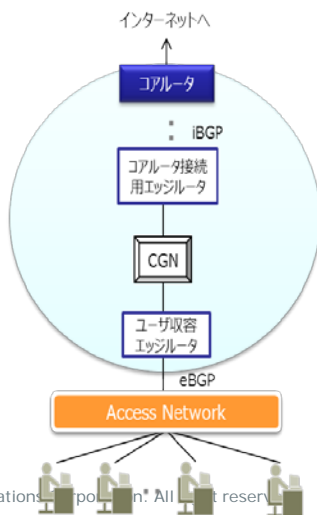 インターネットへ
コアルータ
iBGP
コアルータ接続
用エッジルータ
CGN
ユーザ収容
エッジルータ
eBGP
Access Network
All reserv